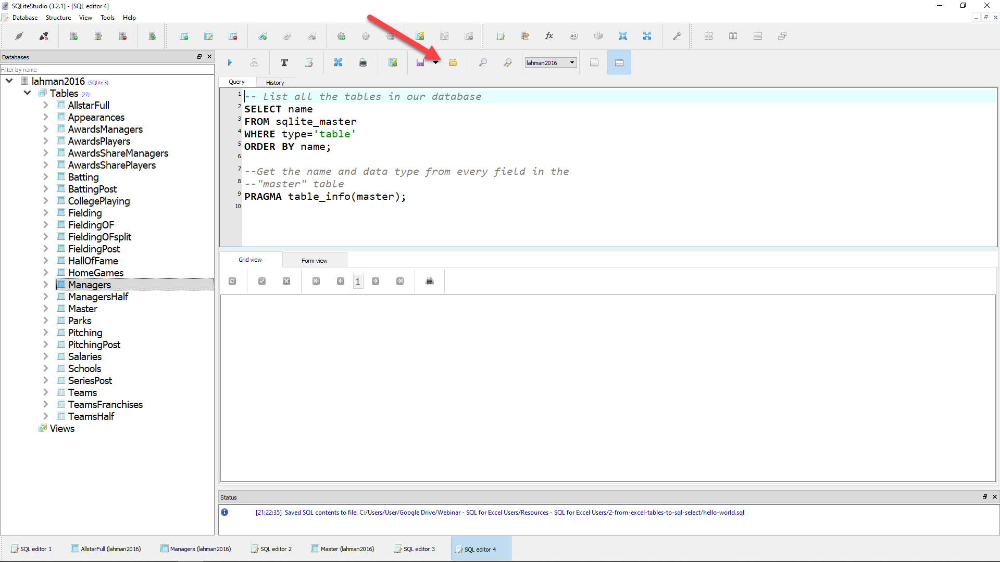 SQLiteStudio (3.2.1) - [SQL editor 4]
Database Structure View Tools Help
Databases
Filter by name
lahman2016 (SQLite 3)
Tables (27)
AllstarFull
Appearances
AwardsManagers
AwardsPlayers
AwardsShareManagers
AwardsSharePlayers
Batting
BattingPost
CollegePlaying
Fielding
FieldingOF
FieldingOFsplit
FieldingPost
HallOfFame
HomeGames
Managers
ManagersHalf
Master
Parks
Pitching
PitchingPost
Salaries
Schools
SeriesPost
Teams
TeamsFranchises
TeamsHalf
Views
lahman2016
Query History
1 -- List all the tables in our database
2 SELECT name
3 FROM sqlite_master
4 WHERE type='table'
5 ORDER BY name;
6
7 --Get the name and data type from every field in the
8 --"master" table
9 PRAGMA table_info(master);
10
Grid view Form view
1
Status
[21:22:35] Saved SQL contents to file: C:/Users/User/Google Drive/Webinar - SQL for Excel Users/Resources - SQL for Excel Users/2-from-excel-tables-to-sql-select/hello-world.sql
SQL editor 1 AllstarFull (lahman2016) Managers (lahman2016) SQL editor 2 Master (lahman2016) SQL editor 3 SQL editor 4